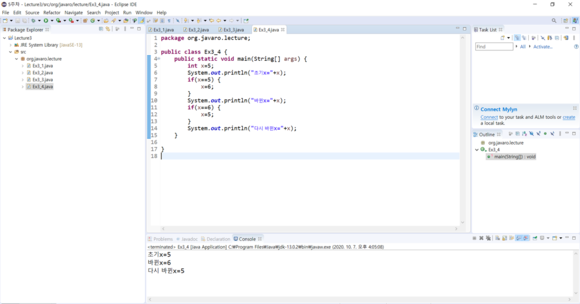 5주차 - Lecture3/src/org/javaro/lecture/Ex3_4.java - Eclipse IDE
File Edit Source Refactor Navigate Search Project Run Window Help
Package Explorer
Lecture3
JRE System Library [JavaSE-13]
src
org.javaro.lecture
Ex3_1.java
Ex3_2.java
Ex3_3.java
Ex3_4.java
Ex3_1.java Ex3_2.java Ex3_3.java Ex3_4.java
1 package org.javaro.lecture;
2
3 public class Ex3_4 {
4 public static void main(String[] args) {
5 int x=5;
6 System.out.println("초기x="+x);
7 if(x==5) {
8 x=6;
9 }
10 System.out.println("바뀐x="+x);
11 if(x==6) {
12 x=5;
13 }
14 System.out.println("다시 바뀐x="+x);
15 }
16
17 }
18
Task List
Find All Activate...
Connect Mylyn
Connect to your task and ALM tools or create a local task.
Outline
org.javaro.lecture
Ex3_4
main(String[]) : void
Problems Javadoc Declaration Console
<terminated> Ex3_4 [Java Application] C:\Program Files\Java\jdk-13.0.2\bin\javaw.exe (2020. 10. 7. 오후 4:05:08)
초기x=5
바뀐x=6
다시 바뀐x=5